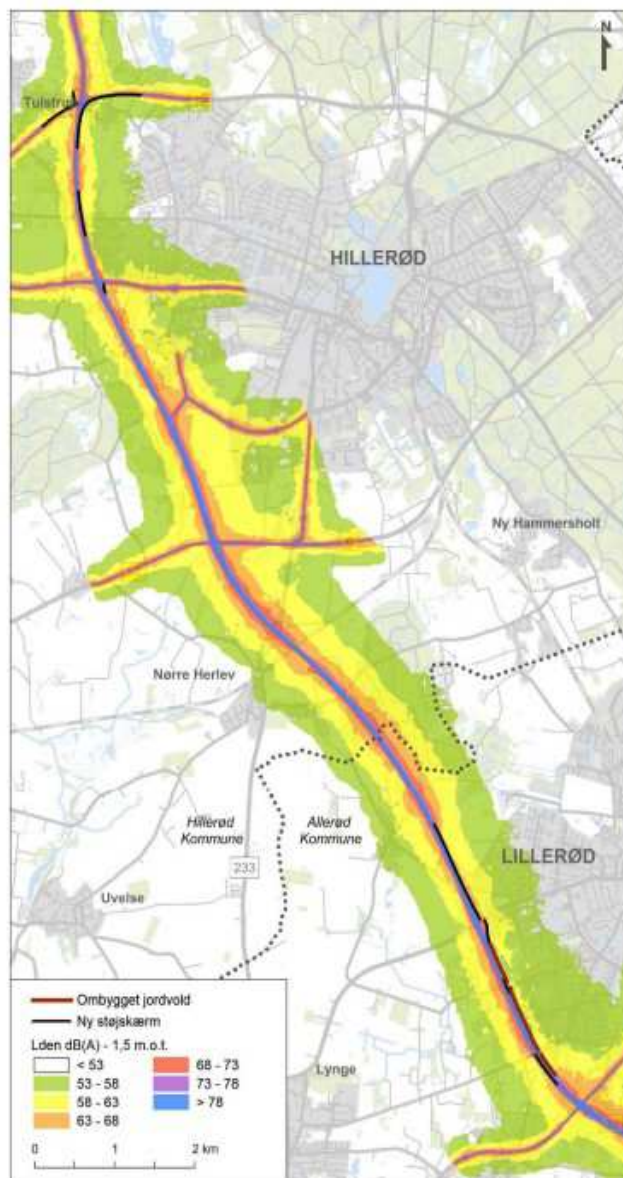 N
Tulstrup
HILLERØD
Ny Hammersholt
Nørre Herlev
Hillerød
Kommune
Allerød
Kommune
LILLERØD
233
Uvelse
Lynge
Ombygget jordvold
Ny støjskærm
Lden dB(A) - 1,5 m.o.t.
< 53
53 - 58
58 - 63
63 - 68
68 - 73
73 - 78
> 78
0 1 2 km